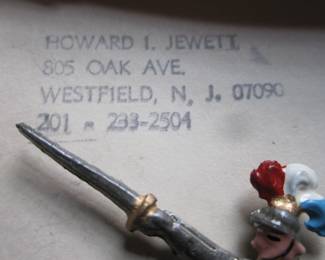 HOWARD I. JEWETT
805 OAK AVE.
WESTFIELD, N. J. 07090
201 - 233-2504